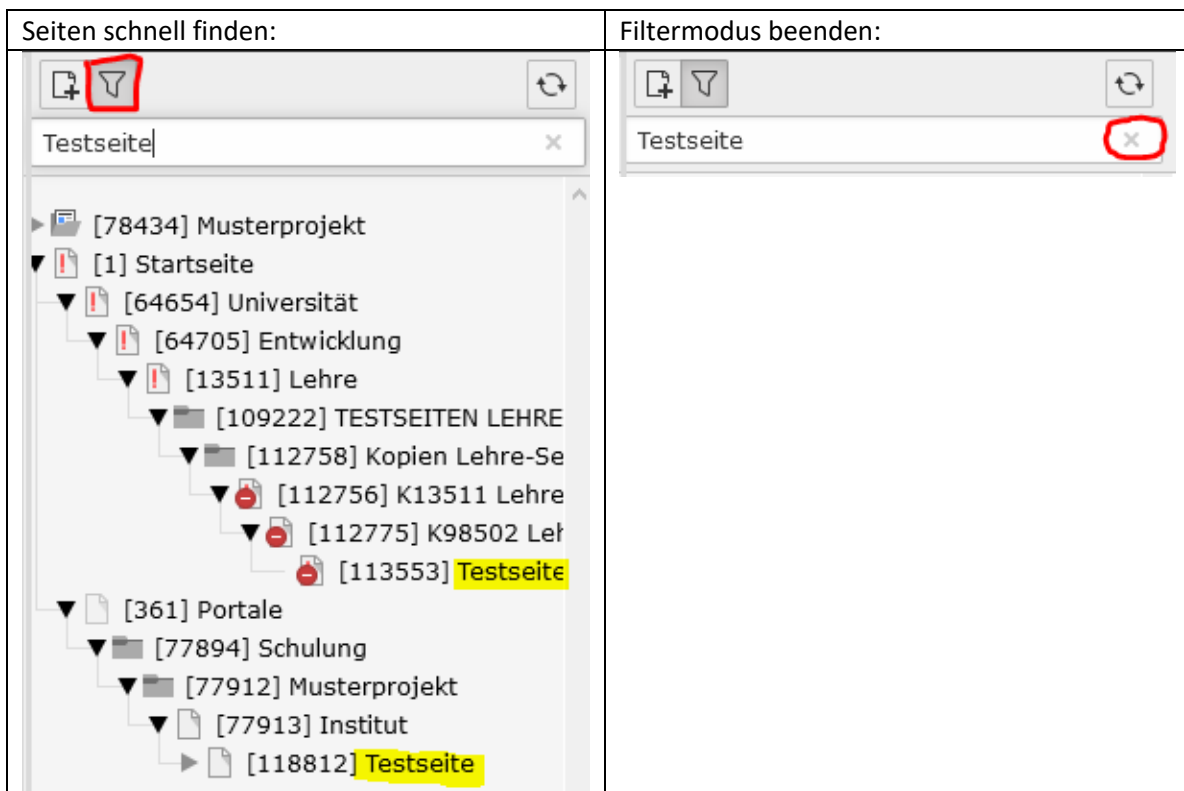 Seiten schnell finden:
Filtermodus beenden:
Testseite
Testseite
[78434] Musterprojekt
[1] Startseite
[64654] Universität
[64705] Entwicklung
[13511] Lehre
[109222] TESTSEITEN LEHRE
[112758] Kopien Lehre-Se
[112756] K13511 Lehre
[112775] K98502 Leh
[113553] Testseite
[361] Portale
[77894] Schulung
[77912] Musterprojekt
[77913] Institut
[118812] Testseite